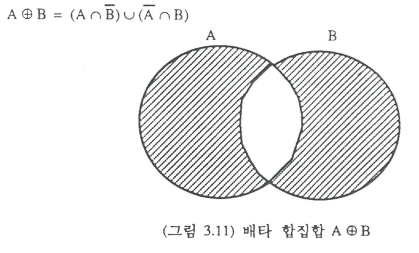 A ⊕ B = (A ∩ B̅) ∪ (A̅ ∩ B)
A B
(그림 3.11) 배타 합집합 A ⊕ B